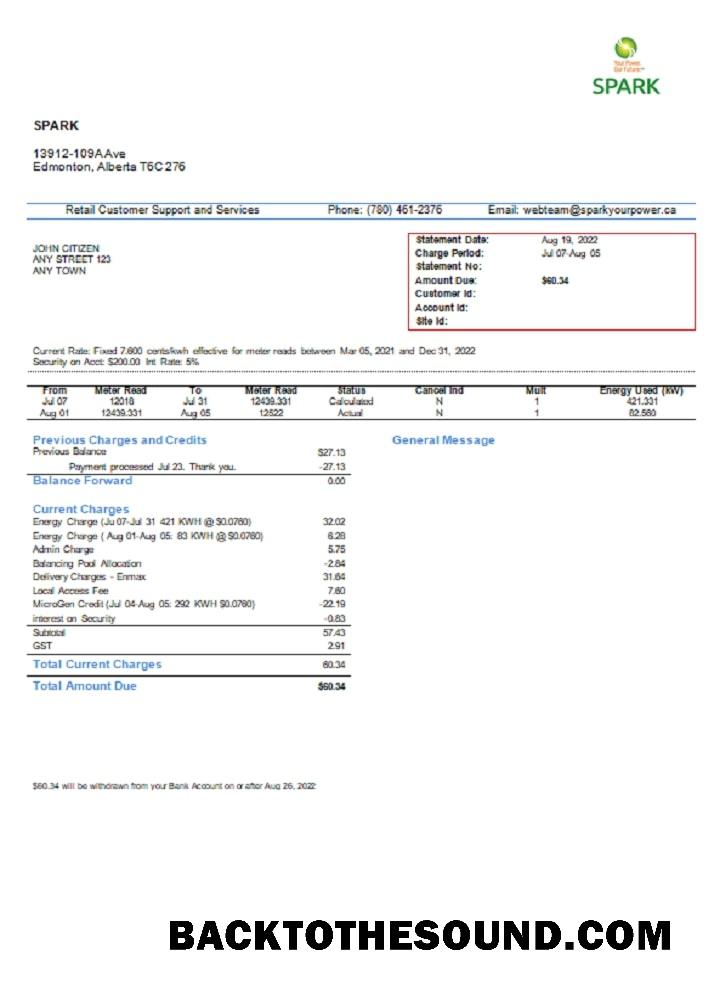 Your Power.
Our Future.™
SPARK
SPARK
13912-109AAve
Edmonton, Alberta T6C276
Retail Customer Support and Services Phone: (780) 461-2376 Email: webteam@sparkyourpower.ca
JOHN CITIZEN
ANY STREET 123
ANY TOWN
Statement Date: Aug 19, 2022
Charge Period: Jul 07-Aug 05
Statement No:
Amount Due: $60.34
Customer Id:
Account Id:
Site Id:
Current Rate: Fixed 7.600 cents/kwh effective for meter reads between Mar 05, 2021 and Dec 31, 2022
Security on Acct: $200.00 Int Rate: 5%
From Meter Read To Meter Read Status Cancel Ind Mult Energy Used (kW)
Jul 07 12018 Jul 31 12439.331 Calculated N 1 421.331
Aug 01 12439.331 Aug 05 12522 Actual N 1 82.580
Previous Charges and Credits
Previous Balance $27.13
Payment processed Jul 23. Thank you. -27.13
Balance Forward 0.00
General Message
Current Charges
Energy Charge (Ju 07-Jul 31 421 KWH @ $0.0760) 32.02
Energy Charge ( Aug 01-Aug 05: 83 KWH @ $0.0760) 6.28
Admin Charge 5.75
Balancing Pool Allocation -2.84
Delivery Charges - Enmax 31.64
Local Access Fee 7.60
MicroGen Credit (Jul 04-Aug 05: 292 KWH $0.0760) -22.19
interest on Security -0.83
Subtotal 57.43
GST 2.91
Total Current Charges 60.34
Total Amount Due $60.34
$60.34 will be withdrawn from your Bank Account on or after Aug 26, 2022
BACKTOTHESOUND.COM